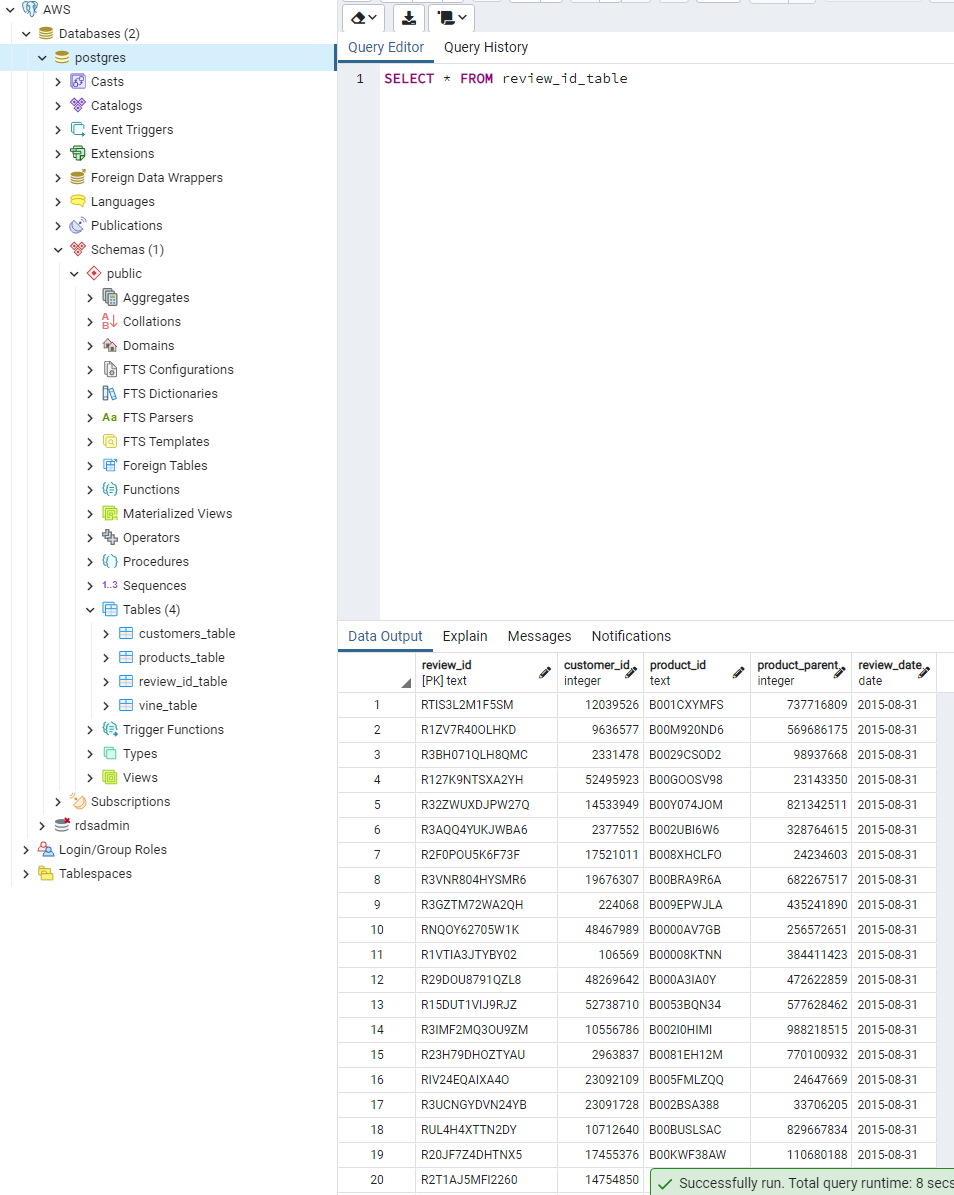 AWS
Databases (2)
postgres
Casts
Catalogs
Event Triggers
Extensions
Foreign Data Wrappers
Languages
Publications
Schemas (1)
public
Aggregates
Collations
Domains
FTS Configurations
FTS Dictionaries
Aa FTS Parsers
FTS Templates
Foreign Tables
Functions
Materialized Views
Operators
Procedures
1..3 Sequences
Tables (4)
customers_table
products_table
review_id_table
vine_table
Trigger Functions
Types
Views
Subscriptions
rdsadmin
Login/Group Roles
Tablespaces
Query Editor Query History
1 SELECT * FROM review_id_table
Data Output Explain Messages Notifications
review_id customer_id product_id product_parent review_date
[PK] text integer text integer date
1 RTIS3L2M1F5SM 12039526 B001CXYMFS 737716809 2015-08-31
2 R1ZV7R40OLHKD 9636577 B00M920ND6 569686175 2015-08-31
3 R3BH071QLH8QMC 2331478 B0029CSOD2 98937668 2015-08-31
4 R127K9NTSXA2YH 52495923 B00GOOSV98 23143350 2015-08-31
5 R32ZWUXDJPW27Q 14533949 B00Y074JOM 821342511 2015-08-31
6 R3AQQ4YUKJWBA6 2377552 B002UBI6W6 328764615 2015-08-31
7 R2F0POU5K6F73F 17521011 B008XHCLFO 24234603 2015-08-31
8 R3VNR804HYSMR6 19676307 B00BRA9R6A 682267517 2015-08-31
9 R3GZTM72WA2QH 224068 B009EPWJLA 435241890 2015-08-31
10 RNQOY62705W1K 48467989 B0000AV7GB 256572651 2015-08-31
11 R1VTIA3JTYBY02 106569 B00008KTNN 384411423 2015-08-31
12 R29DOU8791QZL8 48269642 B000A3IA0Y 472622859 2015-08-31
13 R15DUT1VIJ9RJZ 52738710 B0053BQN34 577628462 2015-08-31
14 R3IMF2MQ3OU9ZM 10556786 B002I0HIMI 988218515 2015-08-31
15 R23H79DHOZTYAU 2963837 B0081EH12M 770100932 2015-08-31
16 RIV24EQAIXA4O 23092109 B005FMLZQQ 24647669 2015-08-31
17 R3UCNGYDVN24YB 23091728 B002BSA388 33706205 2015-08-31
18 RUL4H4XTTN2DY 10712640 B00BUSLSAC 829667834 2015-08-31
19 R20JF7Z4DHTNX5 17455376 B00KWF38AW 110680188 2015-08-31
20 R2T1AJ5MFI2260 14754850
Successfully run. Total query runtime: 8 secs